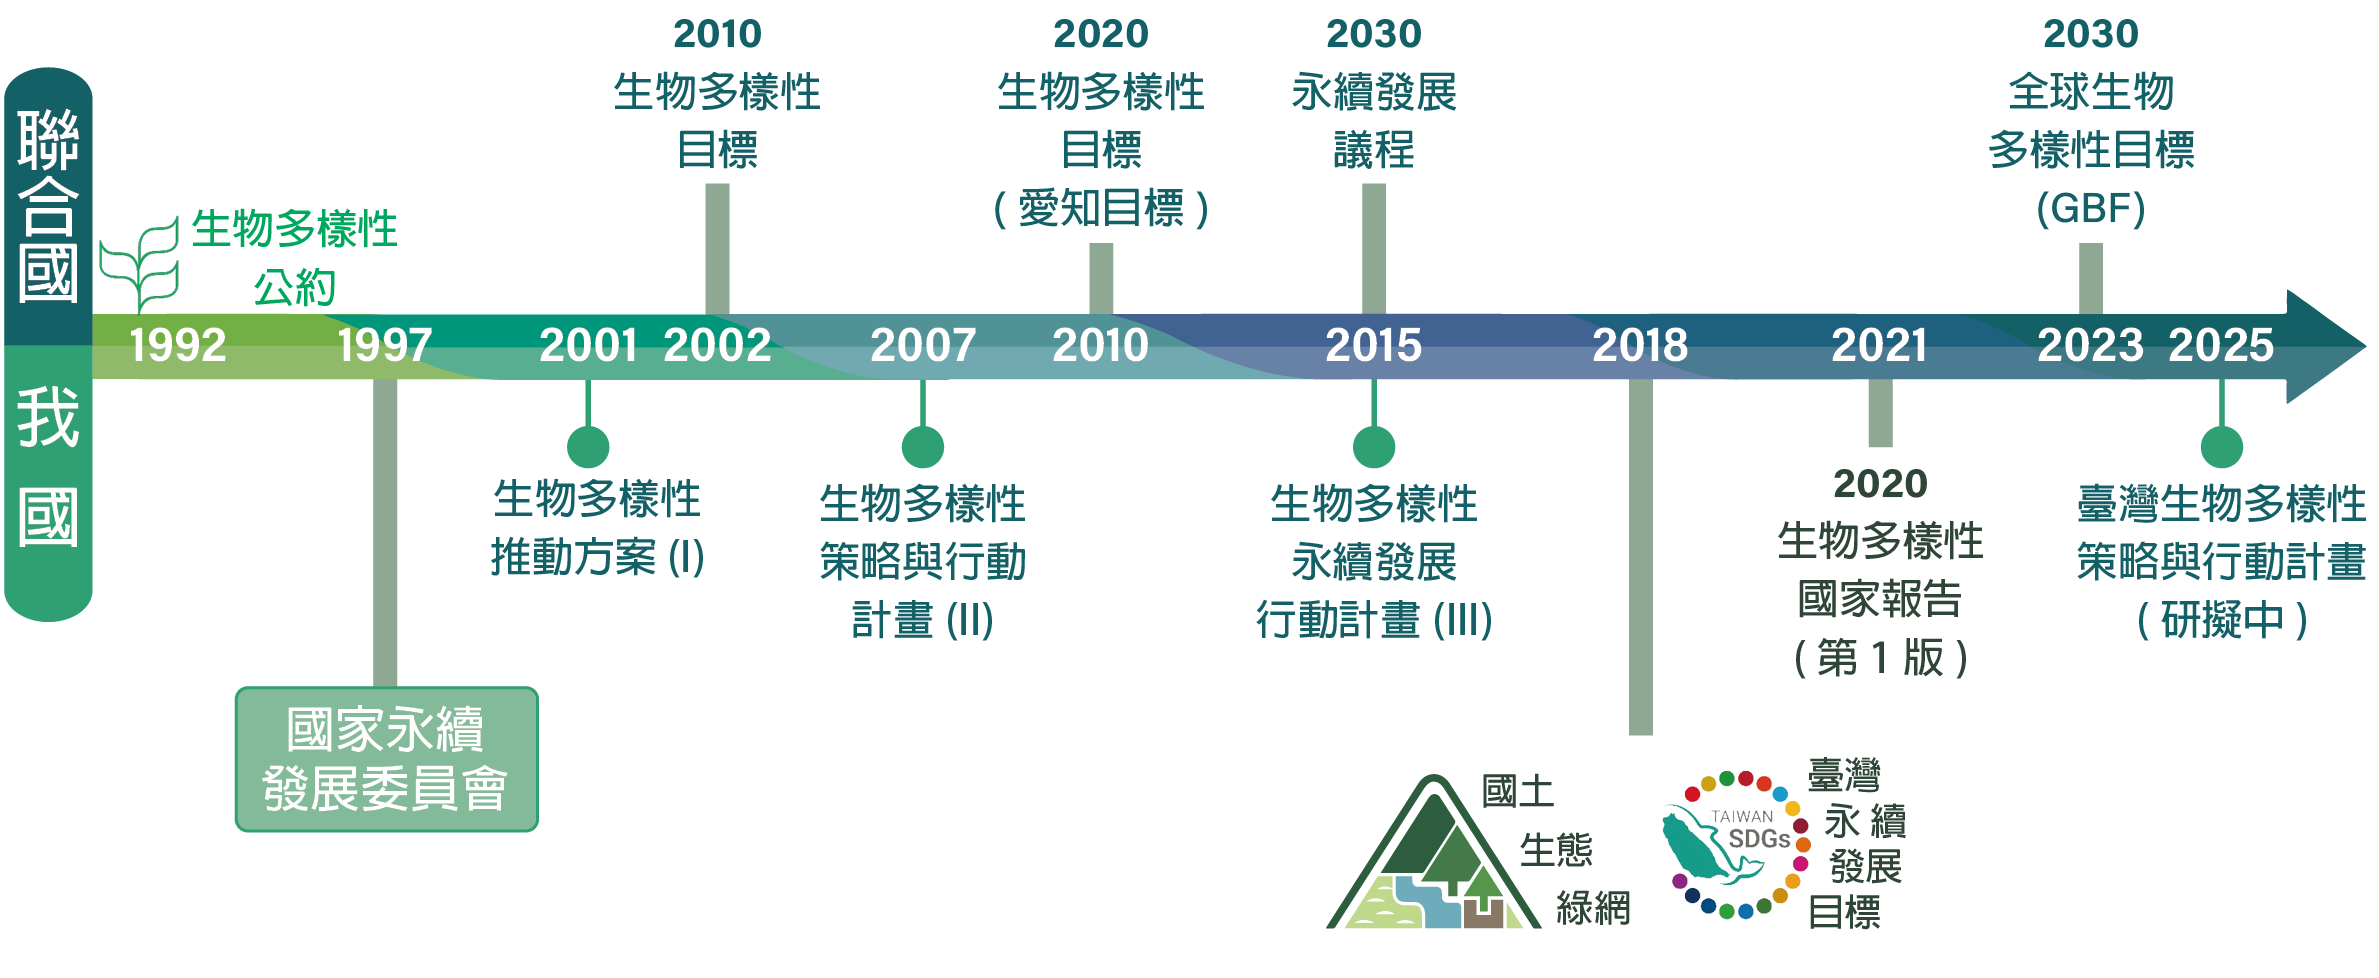 聯合國
我國
生物多樣性
公約
2010
生物多樣性
目標
2020
生物多樣性
目標
(愛知目標)
2030
永續發展
議程
2030
全球生物
多樣性目標
(GBF)
1992 1997 2001 2002 2007 2010 2015 2018 2021 2023 2025
國家永續
發展委員會
生物多樣性
推動方案(I)
生物多樣性
策略與行動
計畫(II)
生物多樣性
永續發展
行動計畫(III)
國土
生態
綠網
TAIWAN
SDGs
臺灣
永續
發展
目標
2020
生物多樣性
國家報告
(第1版)
臺灣生物多樣性
策略與行動計畫
(研擬中)